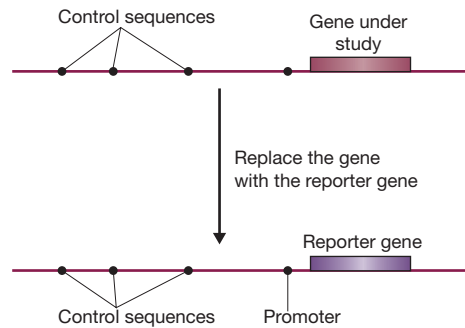 Control sequences
Gene under
study
Replace the gene
with the reporter gene
Reporter gene
Control sequences
Promoter